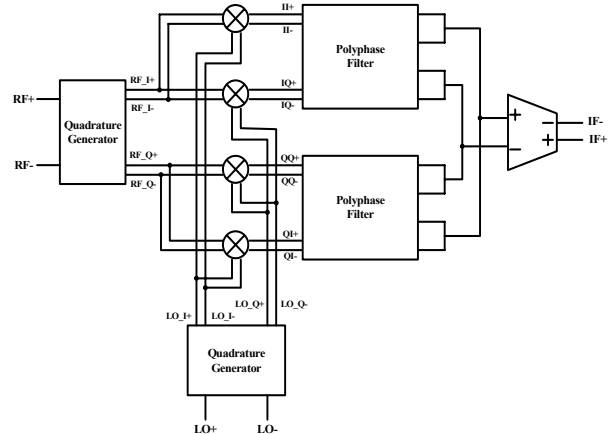 II+
II-
Polyphase
Filter
RF_I+
RF_I-
IQ+
IQ-
RF+
Quadrature
Generator
IF-
IF+
+
−
−
+
RF-
RF_Q+
RF_Q-
QQ+
QQ-
Polyphase
Filter
QI+
QI-
LO_Q+
LO_Q-
LO_I+
LO_I-
Quadrature
Generator
LO+
LO-